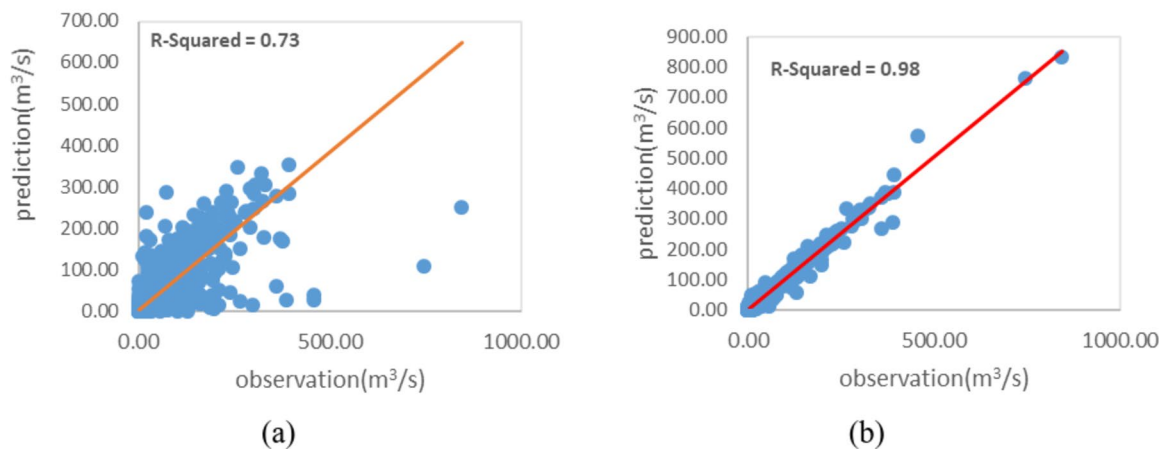 700.00
R-Squared = 0.73
600.00
500.00
400.00
300.00
200.00
100.00
0.00
0.00 500.00 1000.00
prediction(m³/s)
observation(m³/s)
(a)
900.00
800.00
R-Squared = 0.98
700.00
600.00
500.00
400.00
300.00
200.00
100.00
0.00
0.00 500.00 1000.00
prediction(m³/s)
observation(m³/s)
(b)